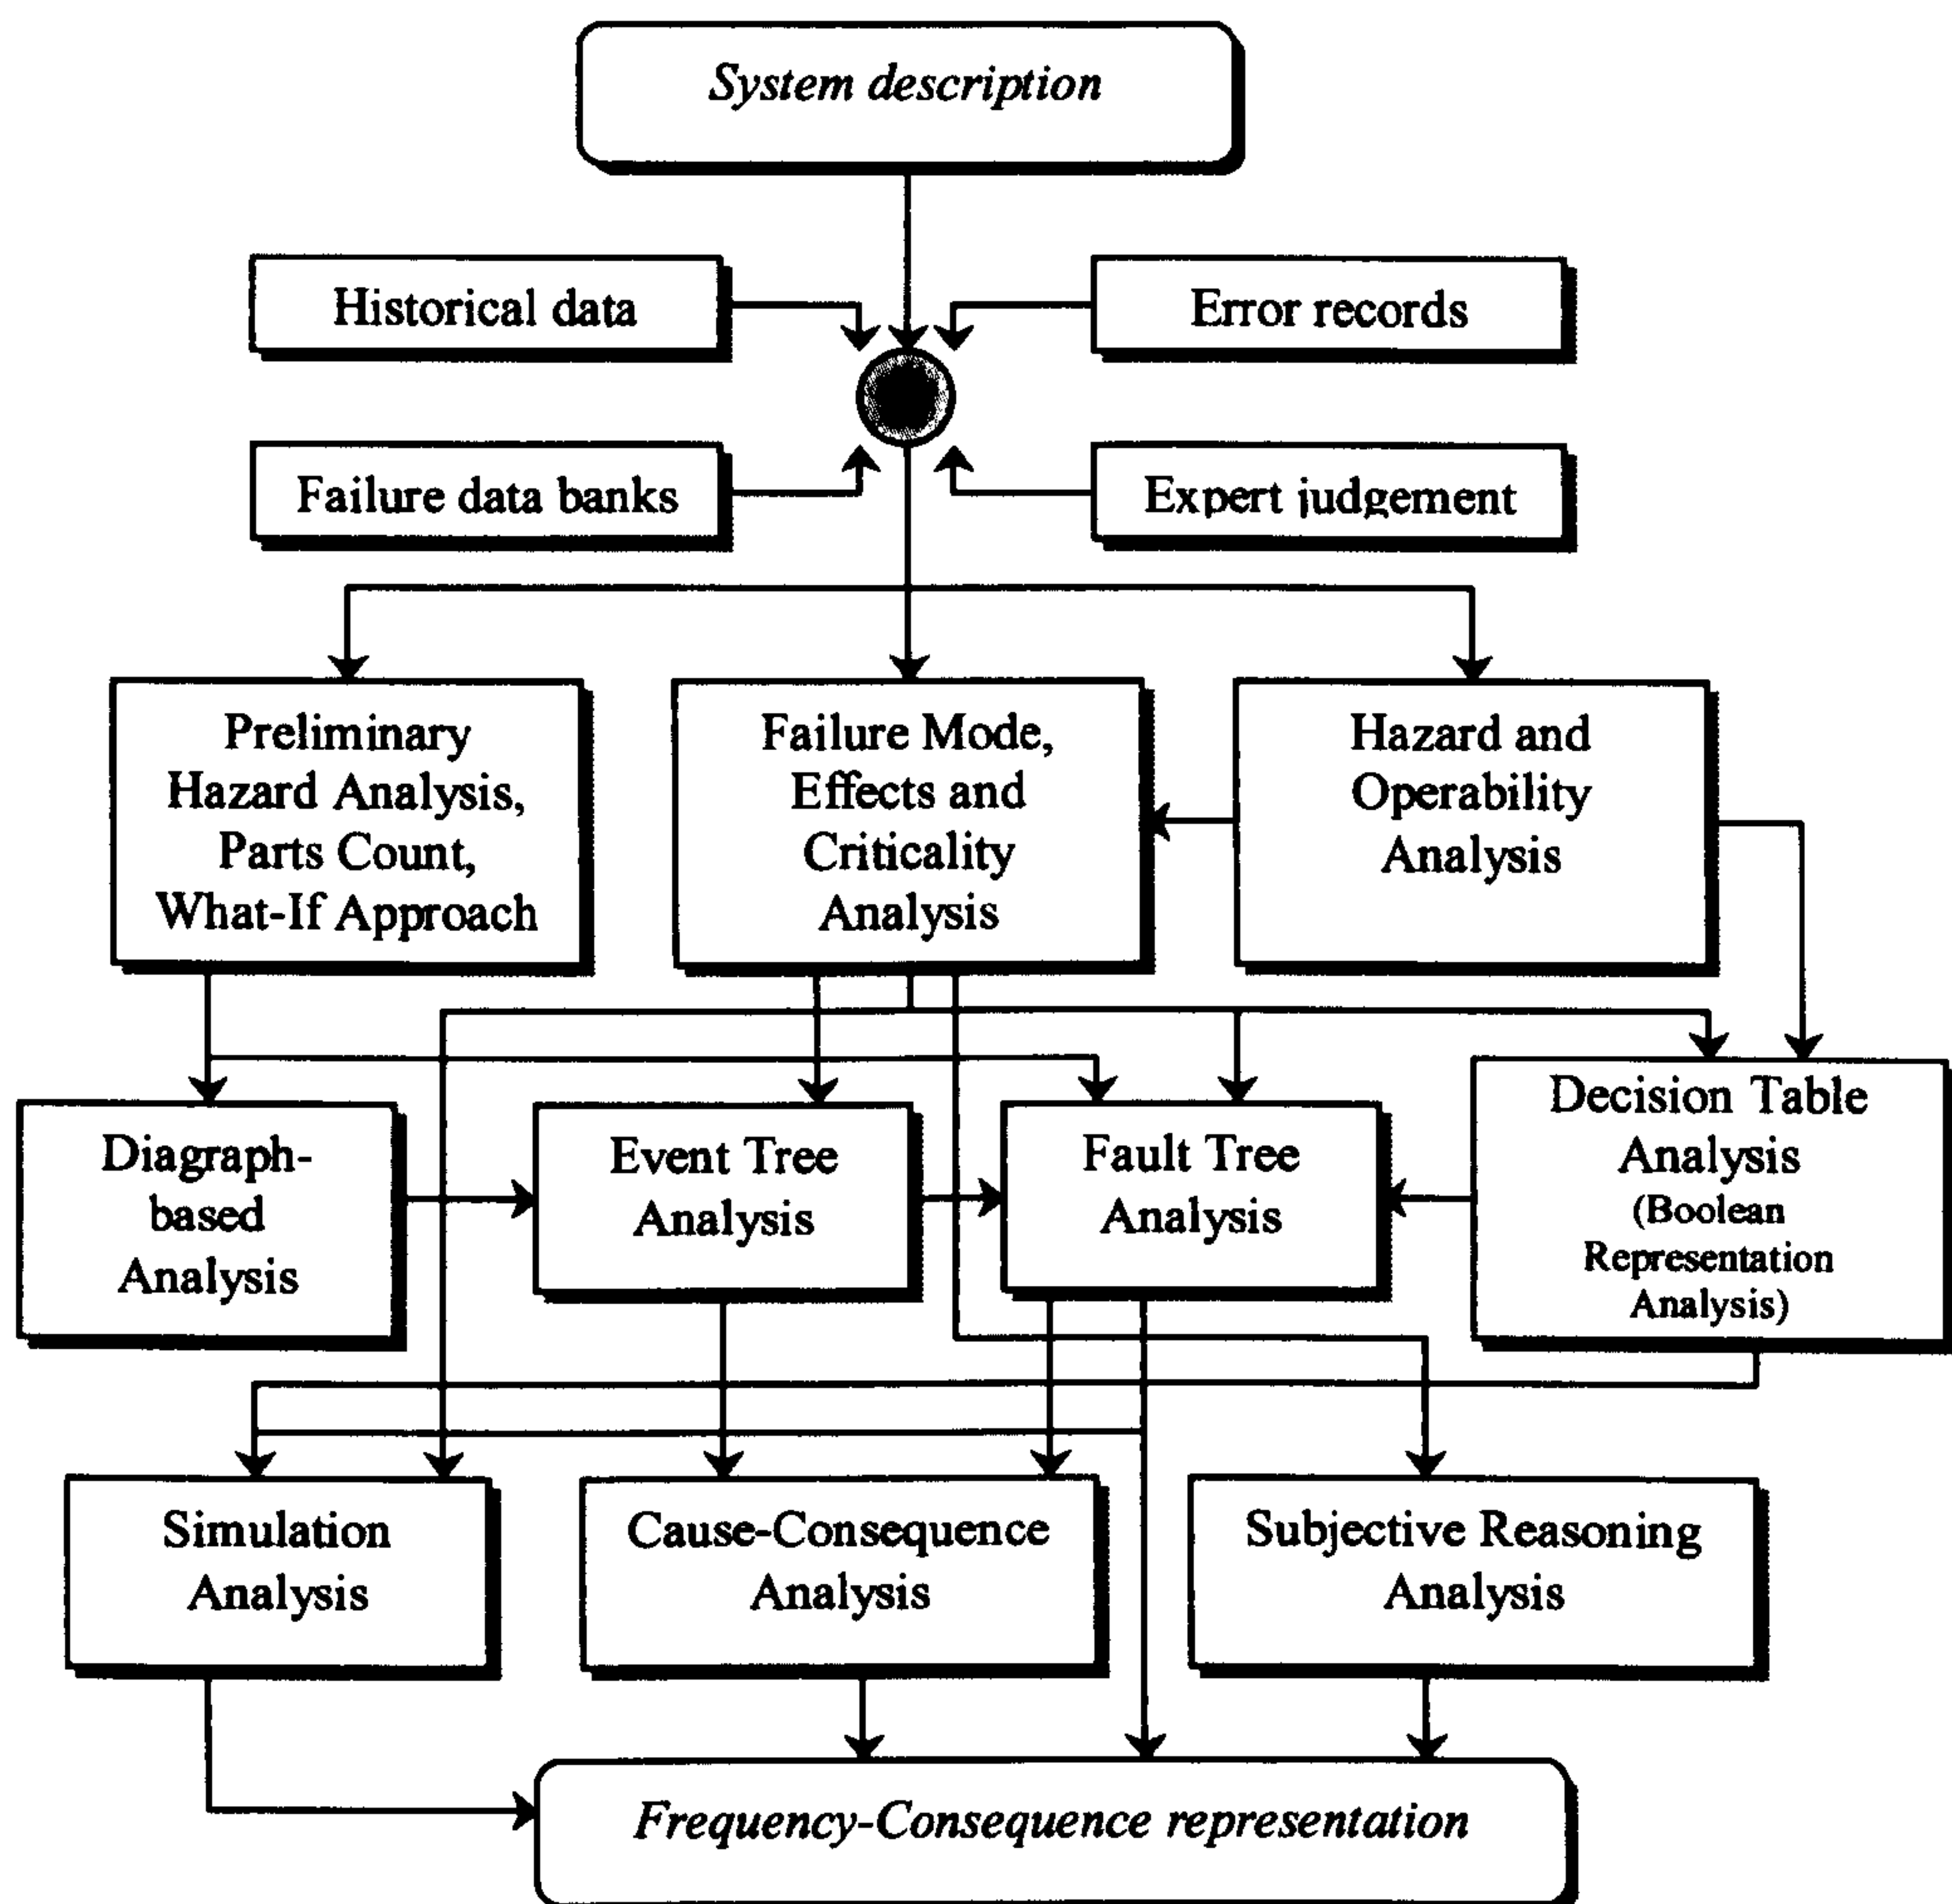 System description
Historical data
Error records
Failure data banks
Expert judgement
Preliminary
Hazard Analysis,
Parts Count,
What-If Approach
Failure Mode,
Effects and
Criticality
Analysis
Hazard and
Operability
Analysis
Diagraph-
based
Analysis
Event Tree
Analysis
Fault Tree
Analysis
Decision Table
Analysis
(Boolean
Representation
Analysis)
Simulation
Analysis
Cause-Consequence
Analysis
Subjective Reasoning
Analysis
Frequency-Consequence representation